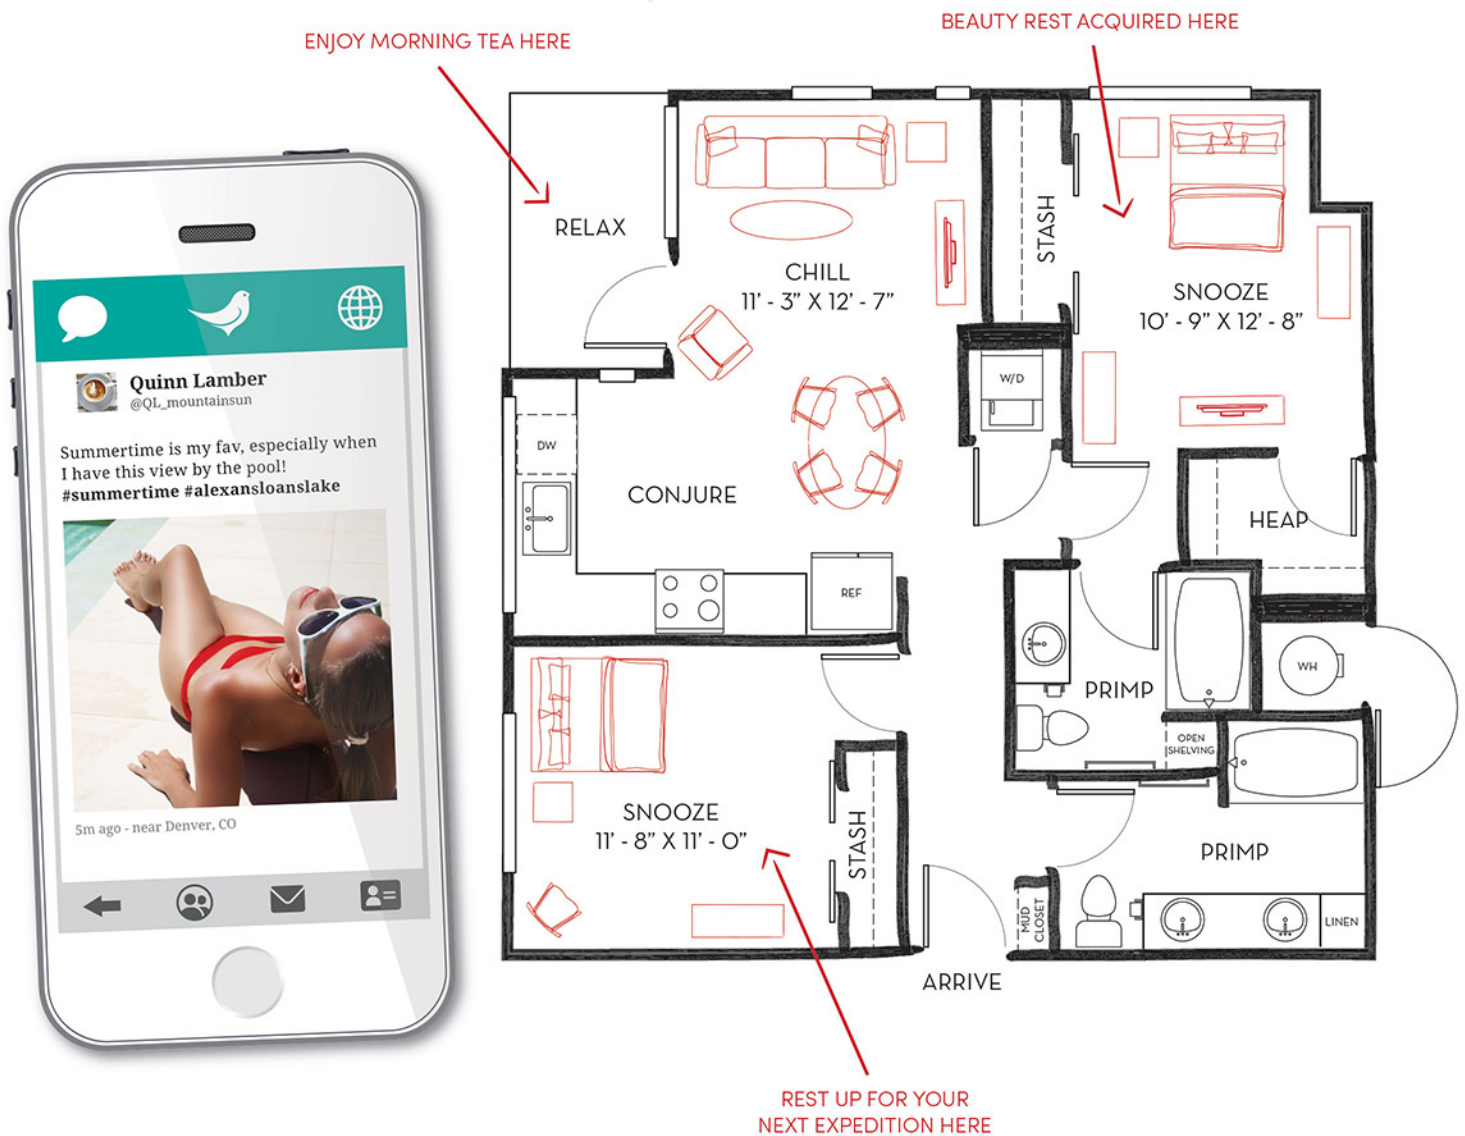 ENJOY MORNING TEA HERE
BEAUTY REST ACQUIRED HERE
Quinn Lamber
@QL_mountainsun
Summertime is my fav, especially when
I have this view by the pool!
#summertime #alexansloanslake
5m ago - near Denver, CO
RELAX
CHILL
11' - 3" X 12' - 7"
STASH
SNOOZE
10' - 9" X 12' - 8"
W/D
DW
CONJURE
REF
HEAP
PRIMP
WH
OPEN
SHELVING
SNOOZE
11' - 8" X 11' - 0"
STASH
PRIMP
MUD
CLOSET
LINEN
ARRIVE
REST UP FOR YOUR
NEXT EXPEDITION HERE